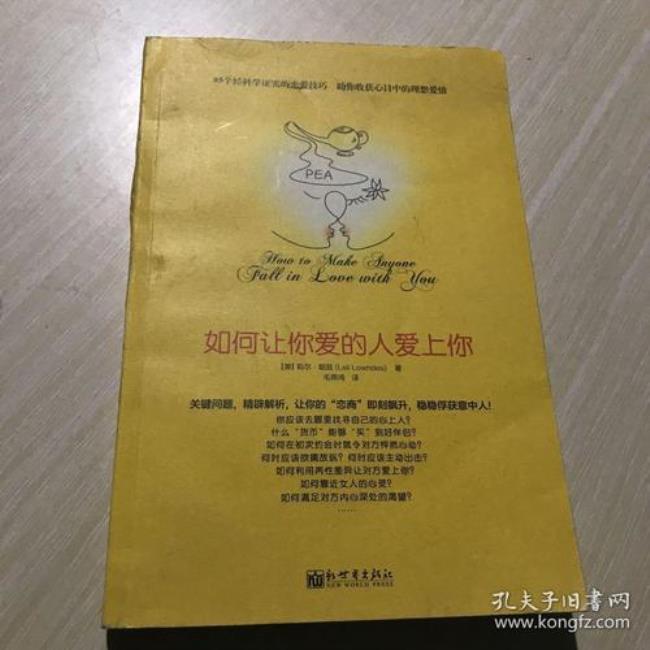 85个经科学证实的恋爱技巧 助你收获心目中的理想爱情
PEA
How to Make Anyone
Fall in Love with You
如何让你爱的人爱上你
[美] 莉尔·朗兹 (Leil Lowndes) 著
毛燕鸿 译
关键问题,精辟解析,让你的“恋商”即刻飙升,稳稳俘获意中人!
你应该去哪里找寻自己的心上人?
什么“货币”能够“买”到好伴侣?
如何在初次约会时就令对方怦然心动?
何时应该欲擒故纵?何时应该主动出击?
如何利用两性差异让对方爱上你?
如何靠近女人的心灵?
如何满足对方内心深处的渴望?
……
新世界出版社
NEW WORLD PRESS
孔夫子旧书网
www.kongfz.com